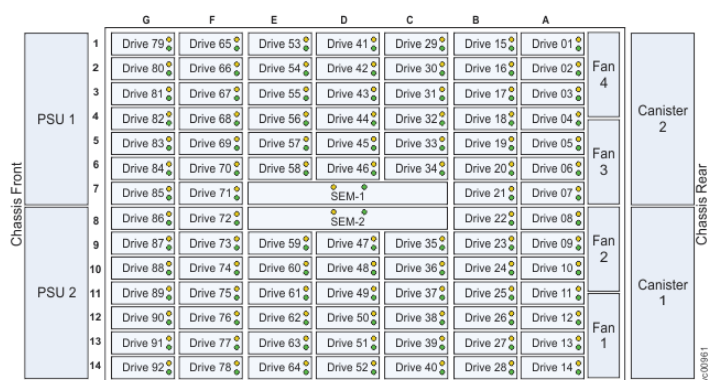 G F E D C B A
1 Drive 79 Drive 65 Drive 53 Drive 41 Drive 29 Drive 15 Drive 01
2 Drive 80 Drive 66 Drive 54 Drive 42 Drive 30 Drive 16 Drive 02 Fan 4
3 Drive 81 Drive 67 Drive 55 Drive 43 Drive 31 Drive 17 Drive 03
4 PSU 1 Drive 82 Drive 68 Drive 56 Drive 44 Drive 32 Drive 18 Drive 04 Canister 2
5 Drive 83 Drive 69 Drive 57 Drive 45 Drive 33 Drive 19 Drive 05
6 Drive 84 Drive 70 Drive 58 Drive 46 Drive 34 Drive 20 Drive 06 Fan 3
7 Drive 85 Drive 71 SEM-1 Drive 21 Drive 07
Chassis Front
Chassis Rear
8 Drive 86 Drive 72 SEM-2 Drive 22 Drive 08
9 Drive 87 Drive 73 Drive 59 Drive 47 Drive 35 Drive 23 Drive 09 Fan 2
10 Drive 88 Drive 74 Drive 60 Drive 48 Drive 36 Drive 24 Drive 10
11 PSU 2 Drive 89 Drive 75 Drive 61 Drive 49 Drive 37 Drive 25 Drive 11 Canister 1
12 Drive 90 Drive 76 Drive 62 Drive 50 Drive 38 Drive 26 Drive 12
13 Drive 91 Drive 77 Drive 63 Drive 51 Drive 39 Drive 27 Drive 13 Fan 1
14 Drive 92 Drive 78 Drive 64 Drive 52 Drive 40 Drive 28 Drive 14